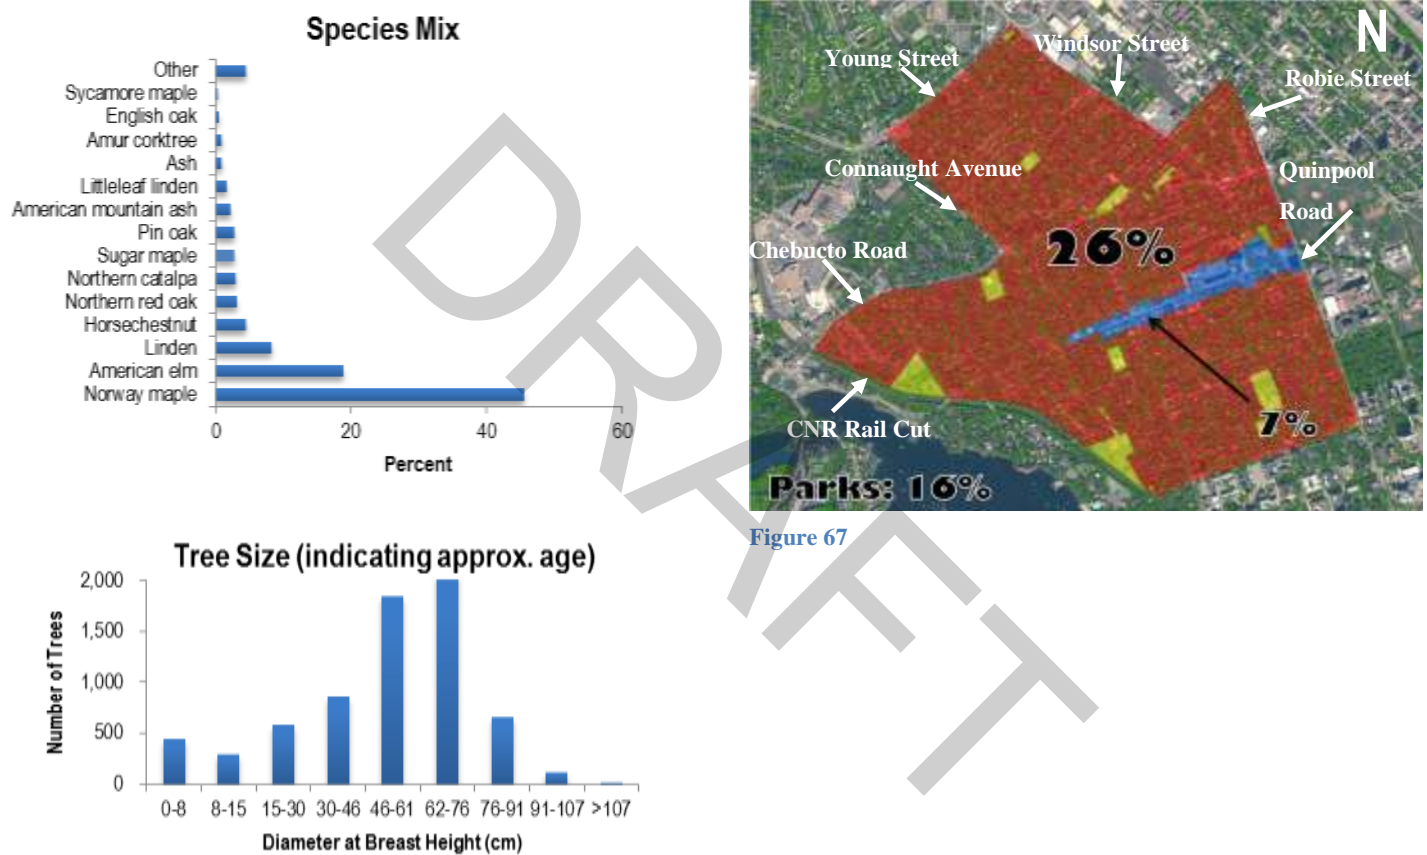 Species Mix
Other
Sycamore maple
English oak
Amur corktree
Ash
Littleleaf linden
American mountain ash
Pin oak
Sugar maple
Northern catalpa
Northern red oak
Horsechestnut
Linden
American elm
Norway maple
0 20 40 60
Percent
N
Windsor Street
Young Street
Robie Street
Connaught Avenue
Quinpool
Road
26%
Chebucto Road
7%
CNR Rail Cut
Parks: 16%
Figure 67
DRAFT
Tree Size (indicating approx. age)
2,000
1,500
1,000
500
0
Number of Trees
0-8 8-15 15-30 30-46 46-61 62-76 76-91 91-107 >107
Diameter at Breast Height (cm)